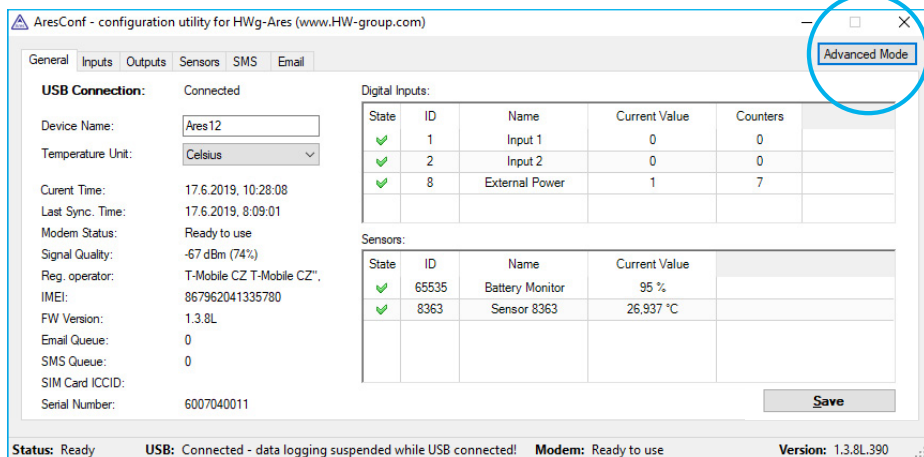 AresConf - configuration utility for HWg-Ares (www.HW-group.com)
General Inputs Outputs Sensors SMS Email
Advanced Mode
USB Connection: Connected
Device Name: Ares12
Temperature Unit: Celsius
Curent Time: 17.6.2019, 10:28:08
Last Sync. Time: 17.6.2019, 8:09:01
Modem Status: Ready to use
Signal Quality: -67 dBm (74%)
Reg. operator: T-Mobile CZ T-Mobile CZ",
IMEI: 867962041335780
FW Version: 1.3.8L
Email Queue: 0
SMS Queue: 0
SIM Card ICCID:
Serial Number: 6007040011
Digital Inputs:
State ID Name Current Value Counters
1 Input 1 0 0
2 Input 2 0 0
8 External Power 1 7
Sensors:
State ID Name Current Value
65535 Battery Monitor 95 %
8363 Sensor 8363 26,937 °C
Save
Status: Ready USB: Connected - data logging suspended while USB connected! Modem: Ready to use Version: 1.3.8L.390